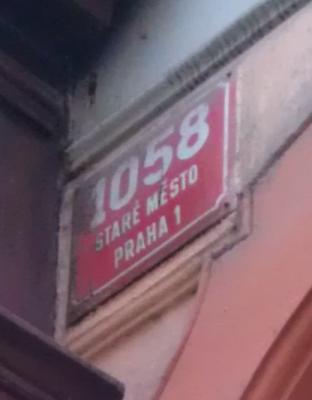 1058
STARÉ MĚSTO
PRAHA 1